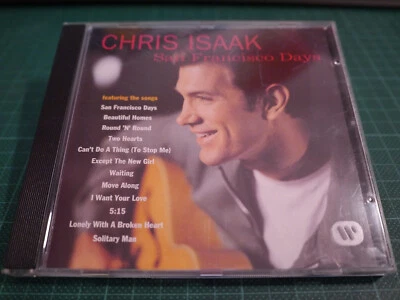 CHRIS ISAAK
San Francisco Days
featuring the songs
San Francisco Days
Beautiful Homes
Round 'N' Round
Two Hearts
Can't Do A Thing (To Stop Me)
Except The New Girl
Waiting
Move Along
I Want Your Love
5:15
Lonely With A Broken Heart
Solitary Man